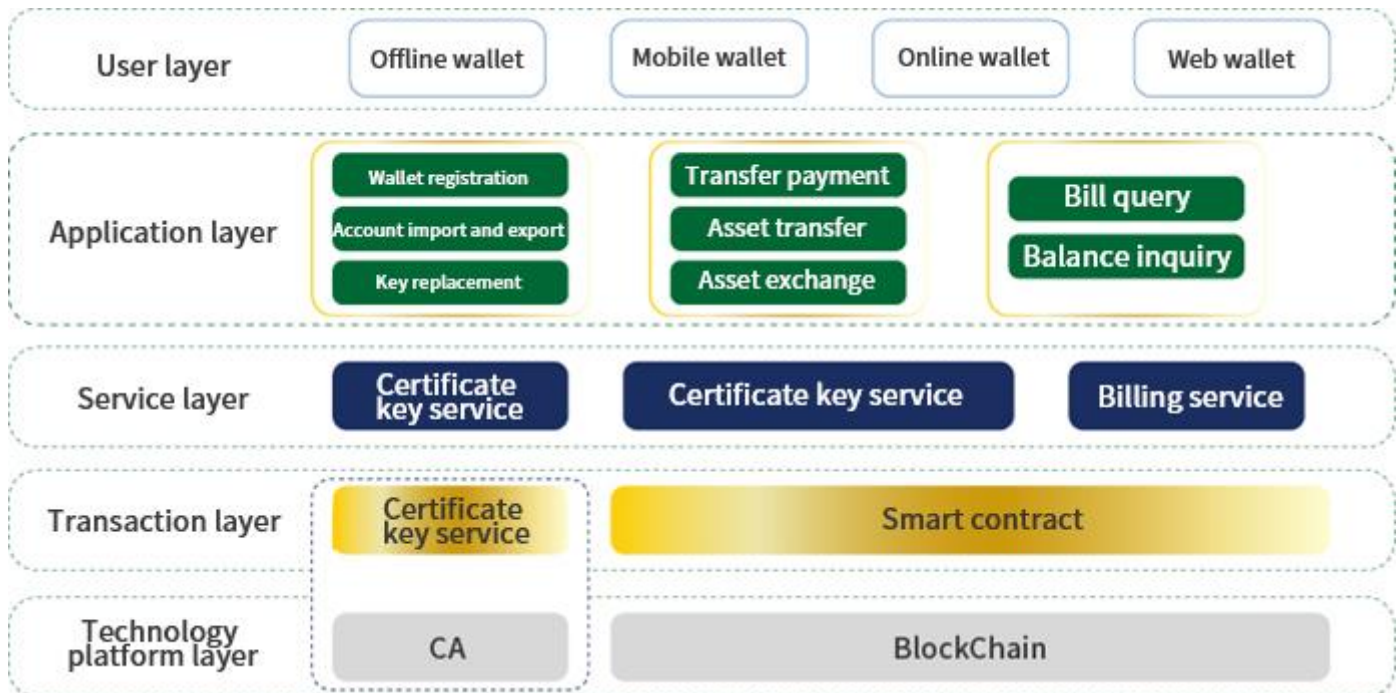 User layer
Offline wallet
Mobile wallet
Online wallet
Web wallet
Application layer
Wallet registration
Account import and export
Key replacement
Transfer payment
Asset transfer
Asset exchange
Bill query
Balance inquiry
Service layer
Certificate
key service
Certificate key service
Billing service
Transaction layer
Certificate
key service
Smart contract
Technology
platform layer
CA
BlockChain